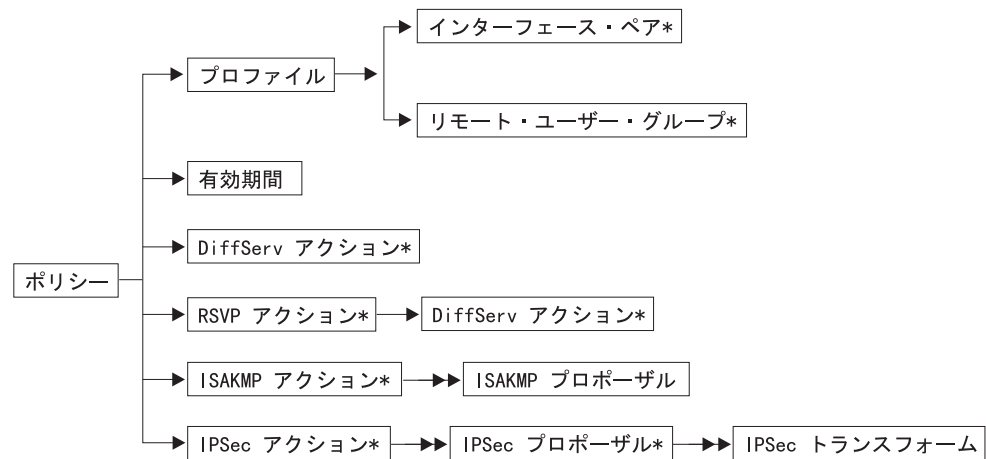 インターフェース・ペア*
プロファイル
リモート・ユーザー・グループ*
有効期間
DiffServ アクション*
ポリシー
RSVP アクション*
DiffServ アクション*
ISAKMP アクション*
ISAKMP プロポーザル
IPSec アクション*
IPSec プロポーザル*
IPSec トランスフォーム